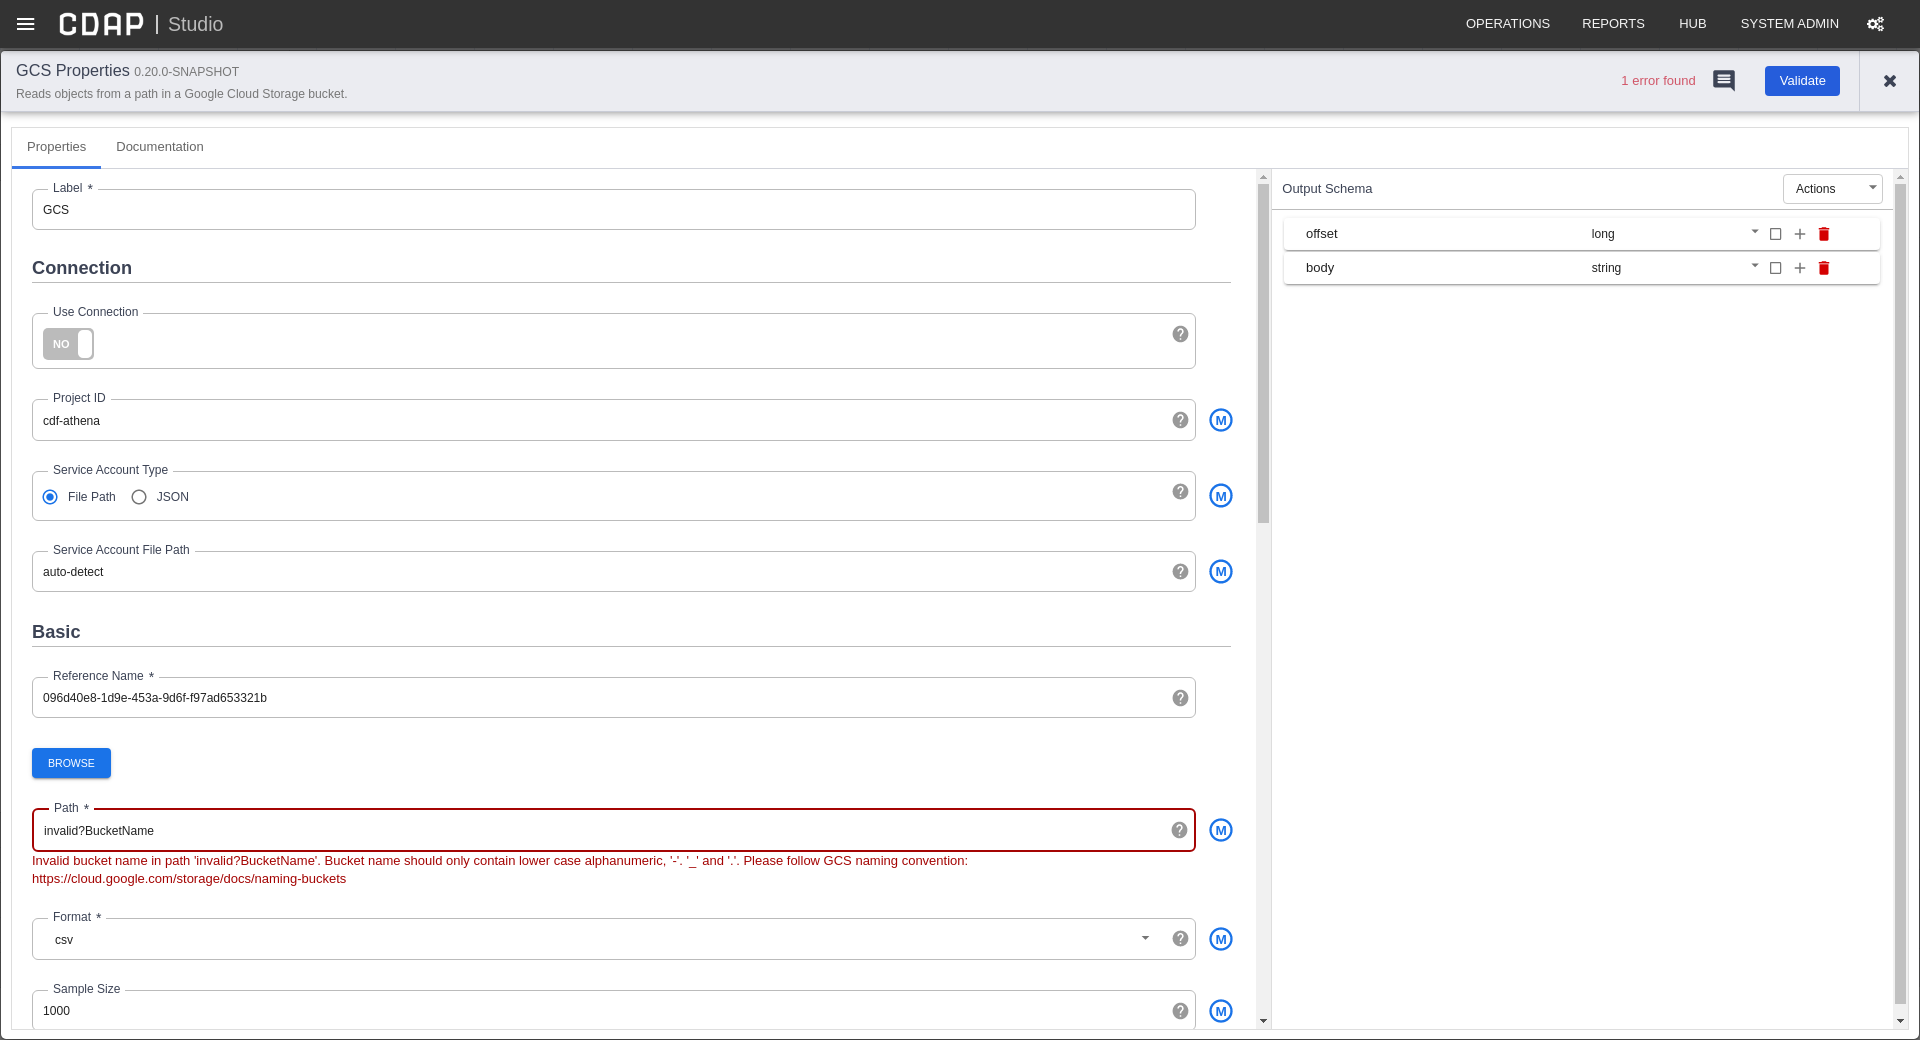 CDAP | Studio
OPERATIONS REPORTS HUB SYSTEM ADMIN
GCS Properties 0.20.0-SNAPSHOT
Reads objects from a path in a Google Cloud Storage bucket.
1 error found
Validate
Properties Documentation
Label *
GCS
Connection
Use Connection
NO
Project ID
cdf-athena
M
Service Account Type
File Path JSON
M
Service Account File Path
auto-detect
M
Basic
Reference Name *
096d40e8-1d9e-453a-9d6f-f97ad653321b
BROWSE
Path *
invalid?BucketName
M
Invalid bucket name in path 'invalid?BucketName'. Bucket name should only contain lower case alphanumeric, '-'. '_' and '.'. Please follow GCS naming convention:
https://cloud.google.com/storage/docs/naming-buckets
Format *
csv
M
Sample Size
1000
M
Output Schema
Actions
offset long
body string